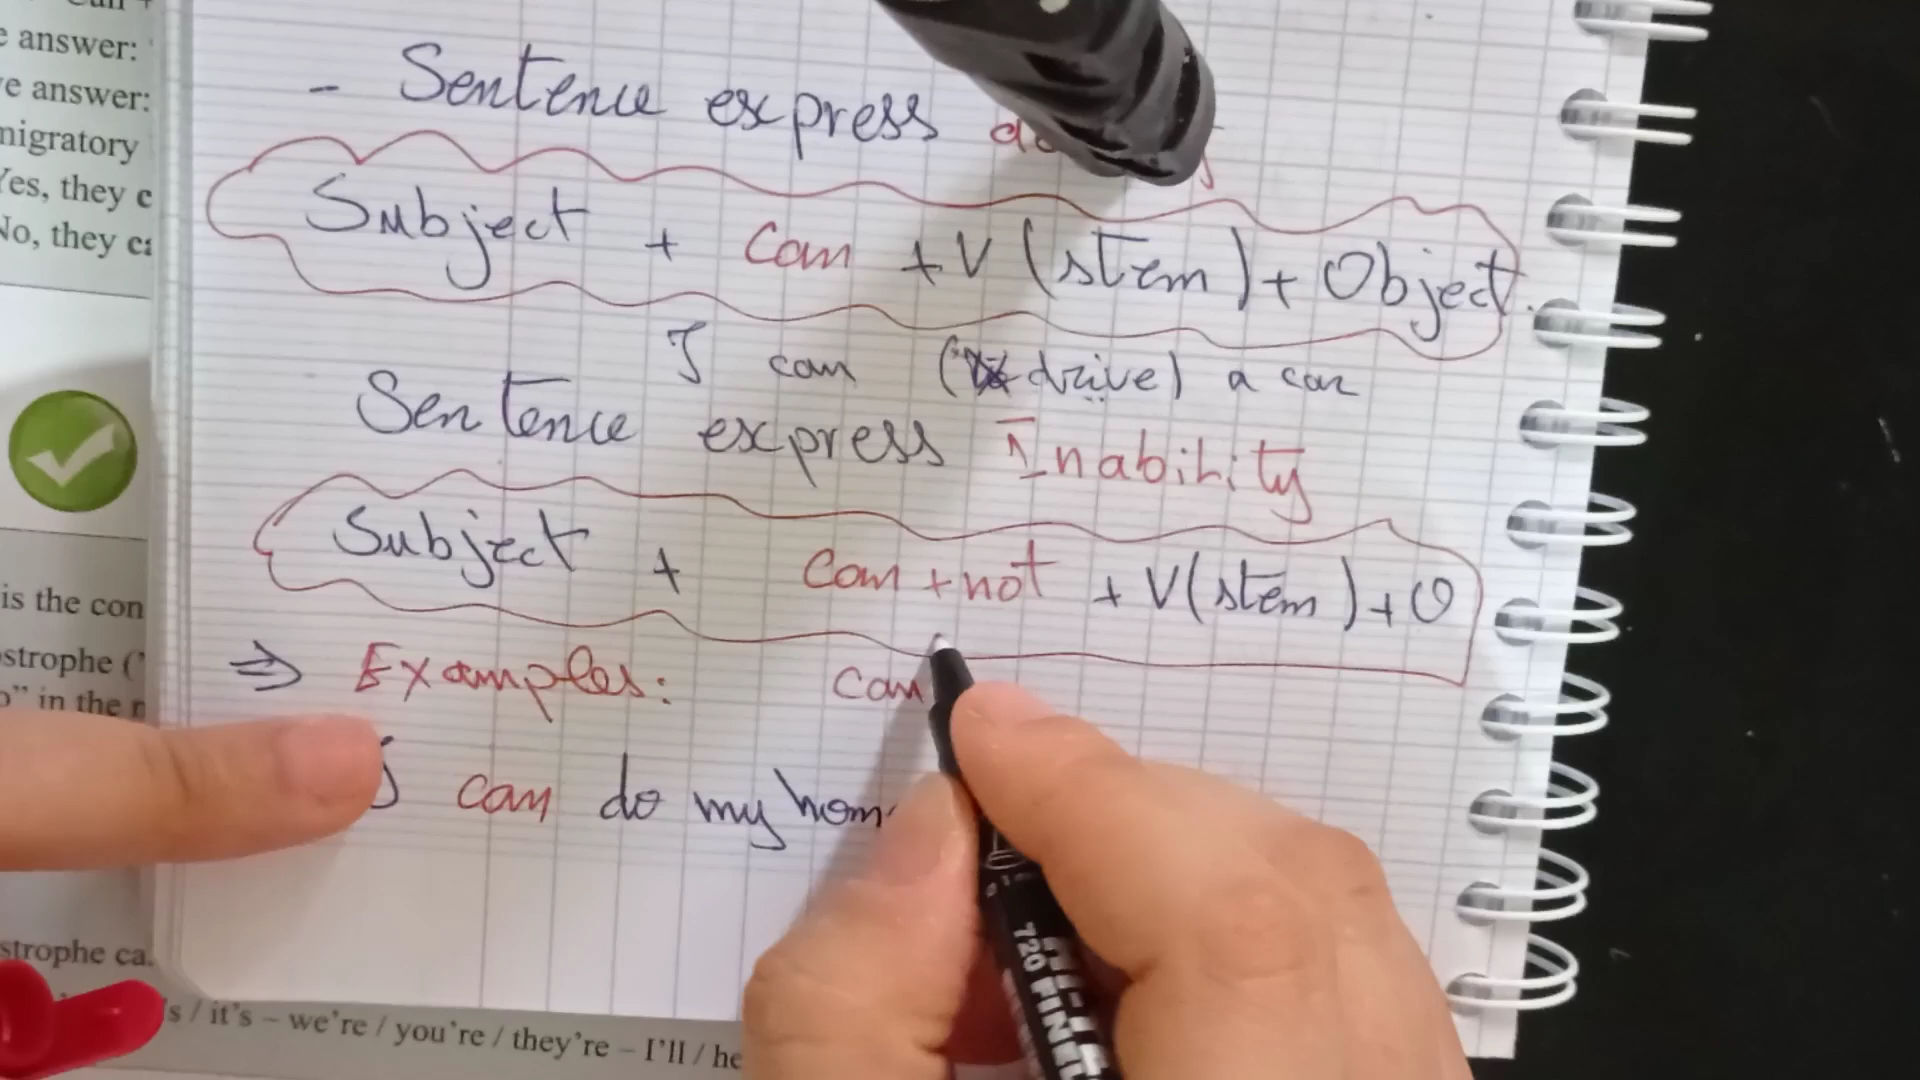 answer:
answer:
migratory
Yes, they c
No, they ca
is the con
strophe ('
in the
strophe ca
s / it's – we're / you're / they're – I'll / he
- Sentence express
Subject + Can + V (stem) + Object.
I can (drive) a car
Sentence express Inability
Subject + Can + not + V(stem) + O
⇒ Examples: can
I can do my hom